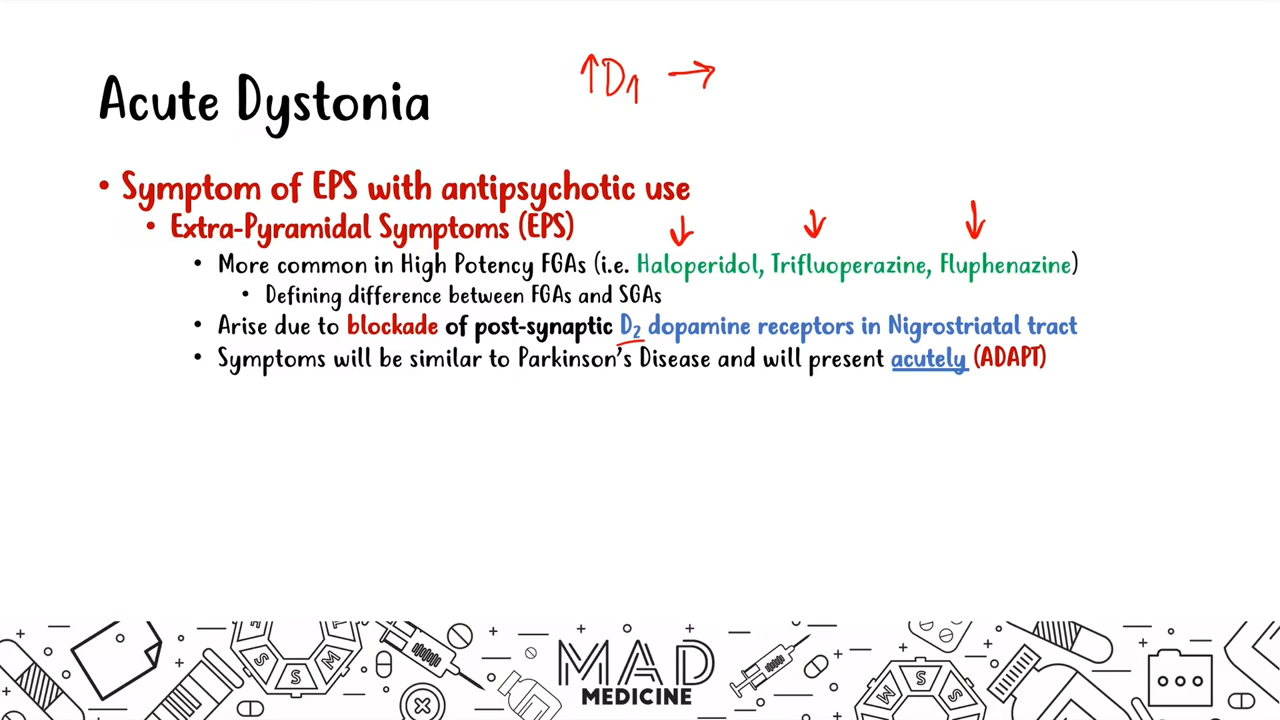 ↑D1 →
Acute Dystonia
• Symptom of EPS with antipsychotic use
• Extra-Pyramidal Symptoms (EPS)
• More common in High Potency FGAs (i.e. Haloperidol, Trifluoperazine, Fluphenazine)
• Defining difference between FGAs and SGAs
• Arise due to blockade of post-synaptic D2 dopamine receptors in Nigrostriatal tract
• Symptoms will be similar to Parkinson's Disease and will present acutely (ADAPT)
MAD
MEDICINE